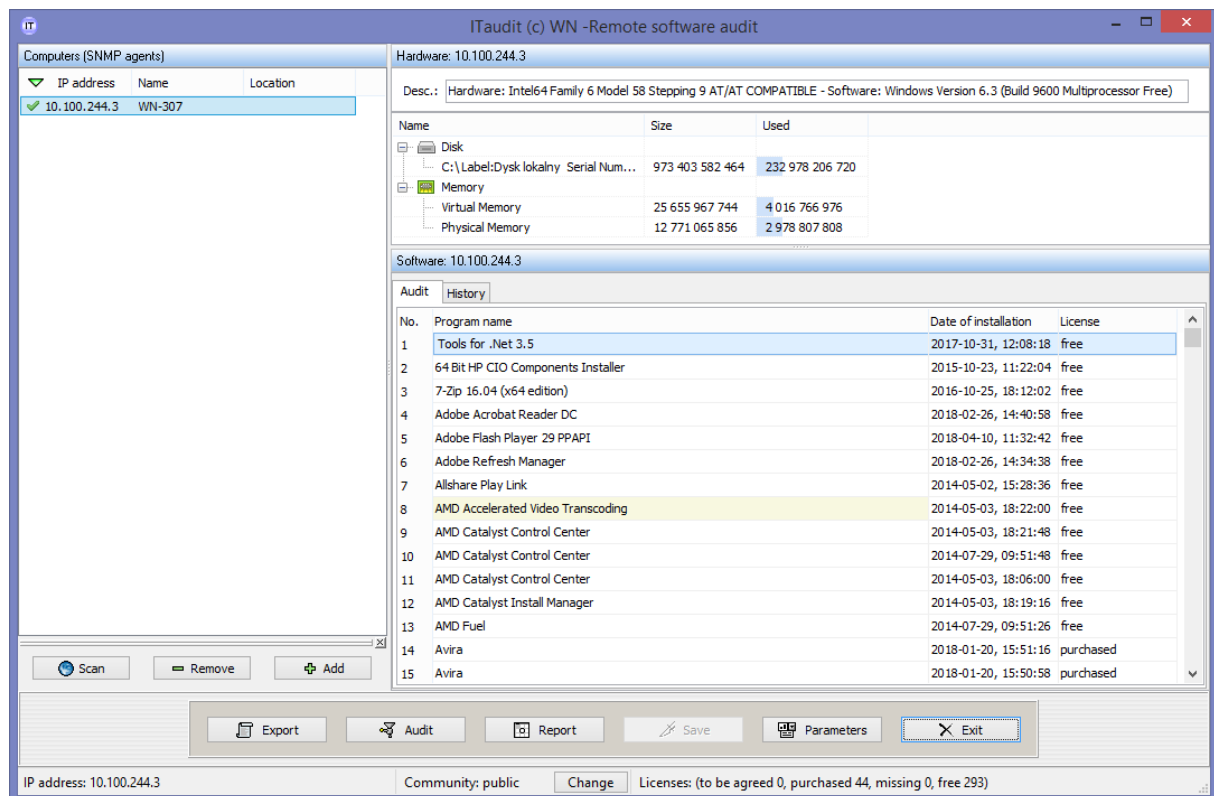 IT
ITaudit (c) WN -Remote software audit
Computers (SNMP agents)
IP address Name Location
10.100.244.3 WN-307
Scan Remove Add
Hardware: 10.100.244.3
Desc.: Hardware: Intel64 Family 6 Model 58 Stepping 9 AT/AT COMPATIBLE - Software: Windows Version 6.3 (Build 9600 Multiprocessor Free)
Name Size Used
Disk
C:\ Label:Dysk lokalny Serial Num... 973 403 582 464 232 978 206 720
Memory
Virtual Memory 25 655 967 744 4 016 766 976
Physical Memory 12 771 065 856 2 978 807 808
Software: 10.100.244.3
Audit History
No. Program name Date of installation License
1 Tools for .Net 3.5 2017-10-31, 12:08:18 free
2 64 Bit HP CIO Components Installer 2015-10-23, 11:22:04 free
3 7-Zip 16.04 (x64 edition) 2016-10-25, 18:12:02 free
4 Adobe Acrobat Reader DC 2018-02-26, 14:40:58 free
5 Adobe Flash Player 29 PPAPI 2018-04-10, 11:32:42 free
6 Adobe Refresh Manager 2018-02-26, 14:34:38 free
7 Allshare Play Link 2014-05-02, 15:28:36 free
8 AMD Accelerated Video Transcoding 2014-05-03, 18:22:00 free
9 AMD Catalyst Control Center 2014-05-03, 18:21:48 free
10 AMD Catalyst Control Center 2014-07-29, 09:51:48 free
11 AMD Catalyst Control Center 2014-05-03, 18:06:00 free
12 AMD Catalyst Install Manager 2014-05-03, 18:19:16 free
13 AMD Fuel 2014-07-29, 09:51:26 free
14 Avira 2018-01-20, 15:51:16 purchased
15 Avira 2018-01-20, 15:50:58 purchased
Export Audit Report Save Parameters Exit
IP address: 10.100.244.3 Community: public Change Licenses: (to be agreed 0, purchased 44, missing 0, free 293)